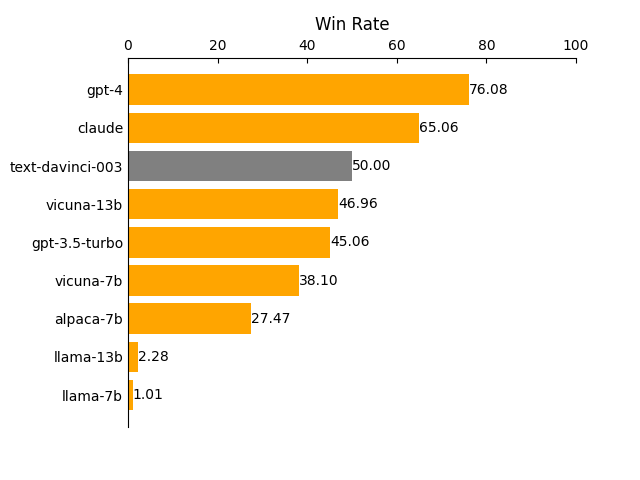 Win Rate
0 20 40 60 80 100
gpt-4 76.08
claude 65.06
text-davinci-003 50.00
vicuna-13b 46.96
gpt-3.5-turbo 45.06
vicuna-7b 38.10
alpaca-7b 27.47
llama-13b 2.28
llama-7b 1.01